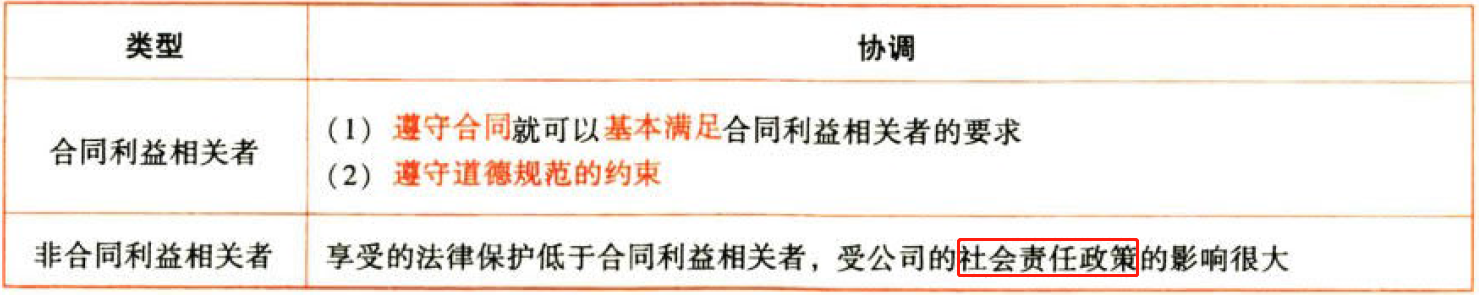 类型
协调
合同利益相关者
(1) 遵守合同就可以基本满足合同利益相关者的要求
(2) 遵守道德规范的约束
非合同利益相关者
享受的法律保护低于合同利益相关者，受公司的社会责任政策的影响很大